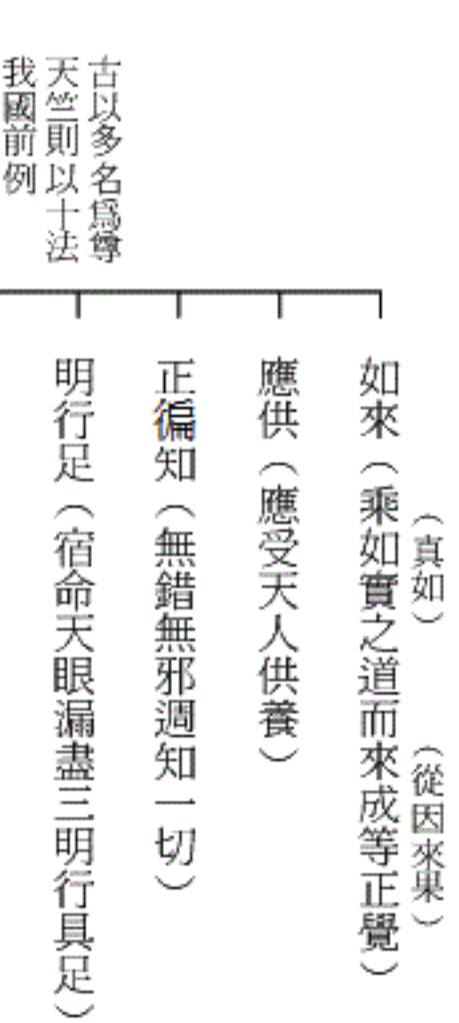 （真如）　（從因來果）
如來（乘如實之道而來成等正覺）
應供（應受天人供養）
正徧知（無錯無邪週知一切）
明行足（宿命天眼漏盡三明行具足）
古以多名爲尊
天竺則以十法
我國前例